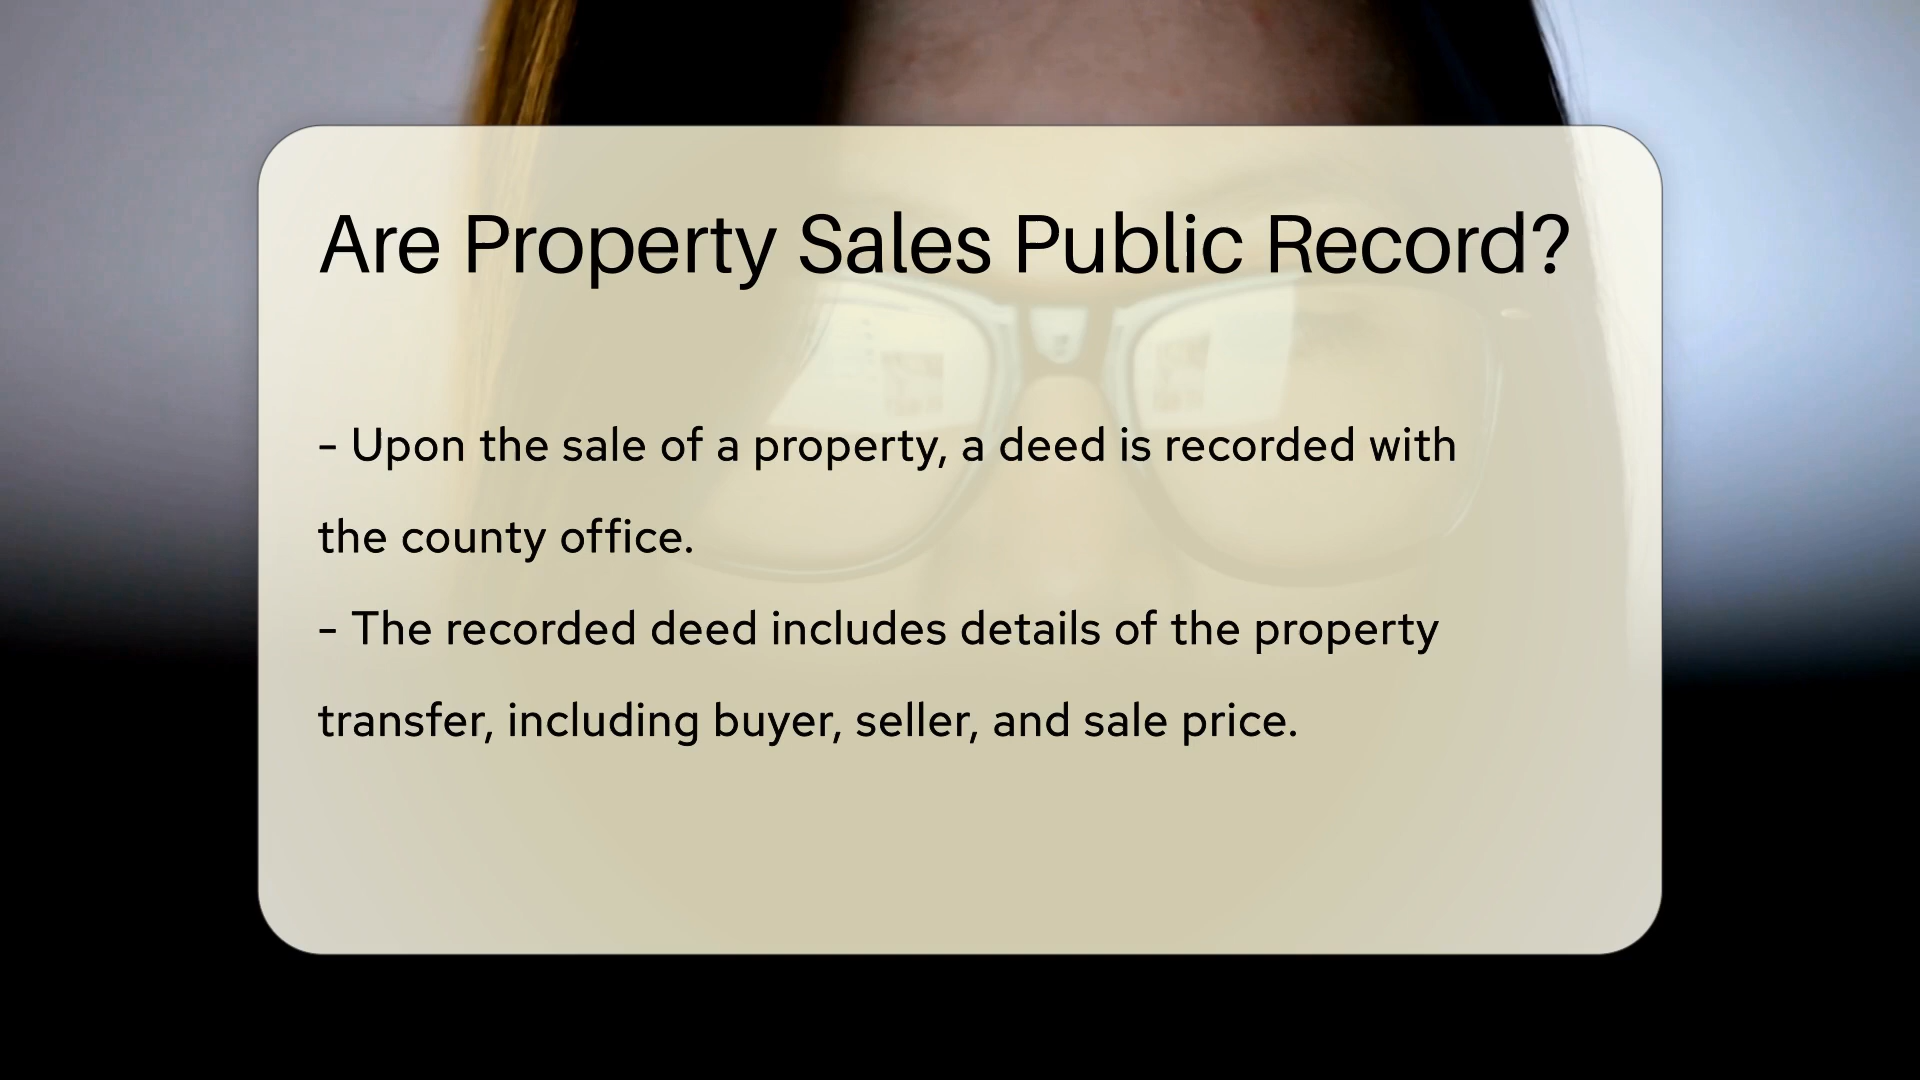 Are Property Sales Public Record?
- Upon the sale of a property, a deed is recorded with
the county office.
- The recorded deed includes details of the property
transfer, including buyer, seller, and sale price.